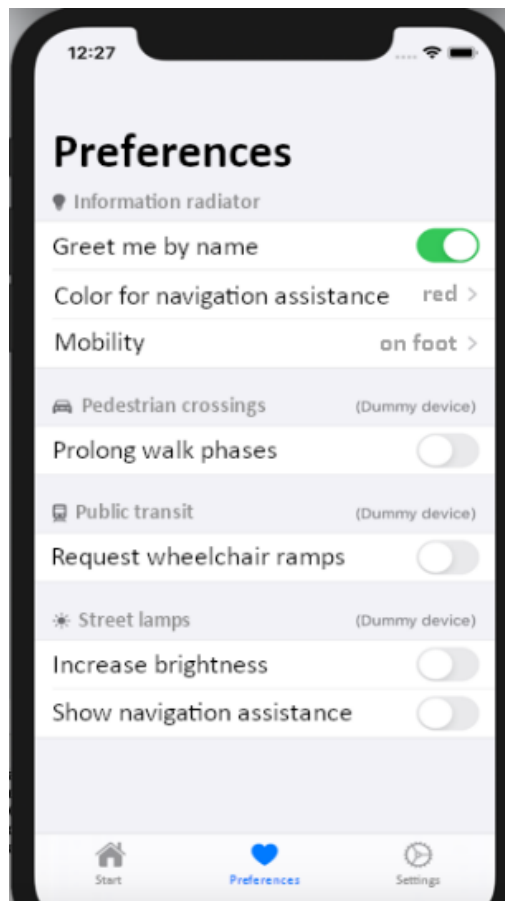 12:27
Preferences
Information radiator
Greet me by name
Color for navigation assistance red >
Mobility on foot >
Pedestrian crossings (Dummy device)
Prolong walk phases
Public transit (Dummy device)
Request wheelchair ramps
Street lamps (Dummy device)
Increase brightness
Show navigation assistance
Start Preferences Settings